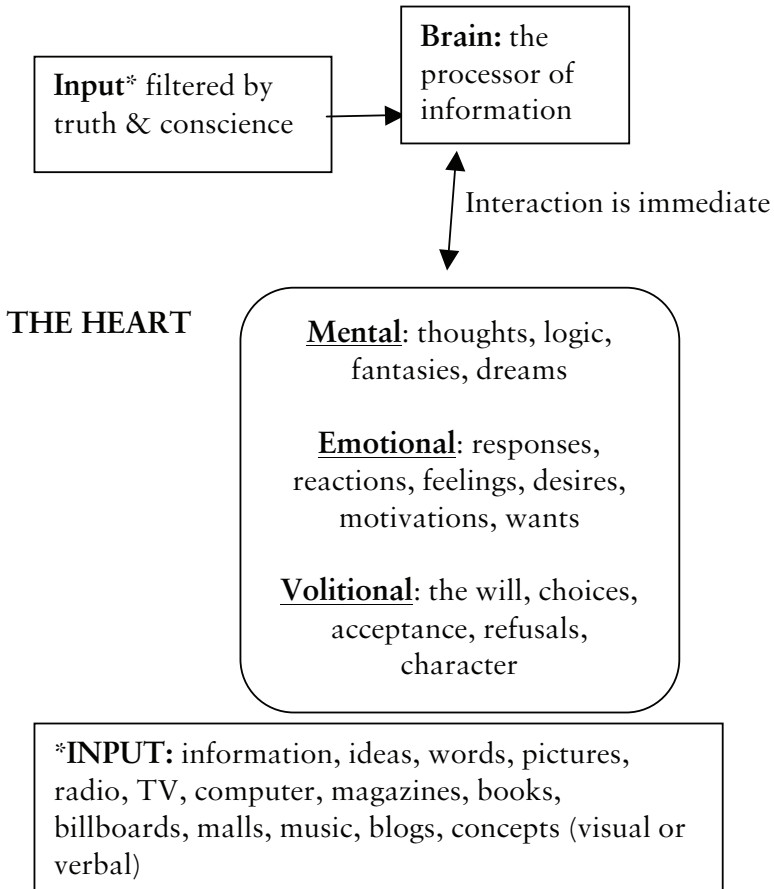 Brain: the
processor of
information
Input* filtered by
truth & conscience
Interaction is immediate
THE HEART
Mental: thoughts, logic,
fantasies, dreams
Emotional: responses,
reactions, feelings, desires,
motivations, wants
Volitional: the will, choices,
acceptance, refusals,
character
*INPUT: information, ideas, words, pictures,
radio, TV, computer, magazines, books,
billboards, malls, music, blogs, concepts (visual or
verbal)